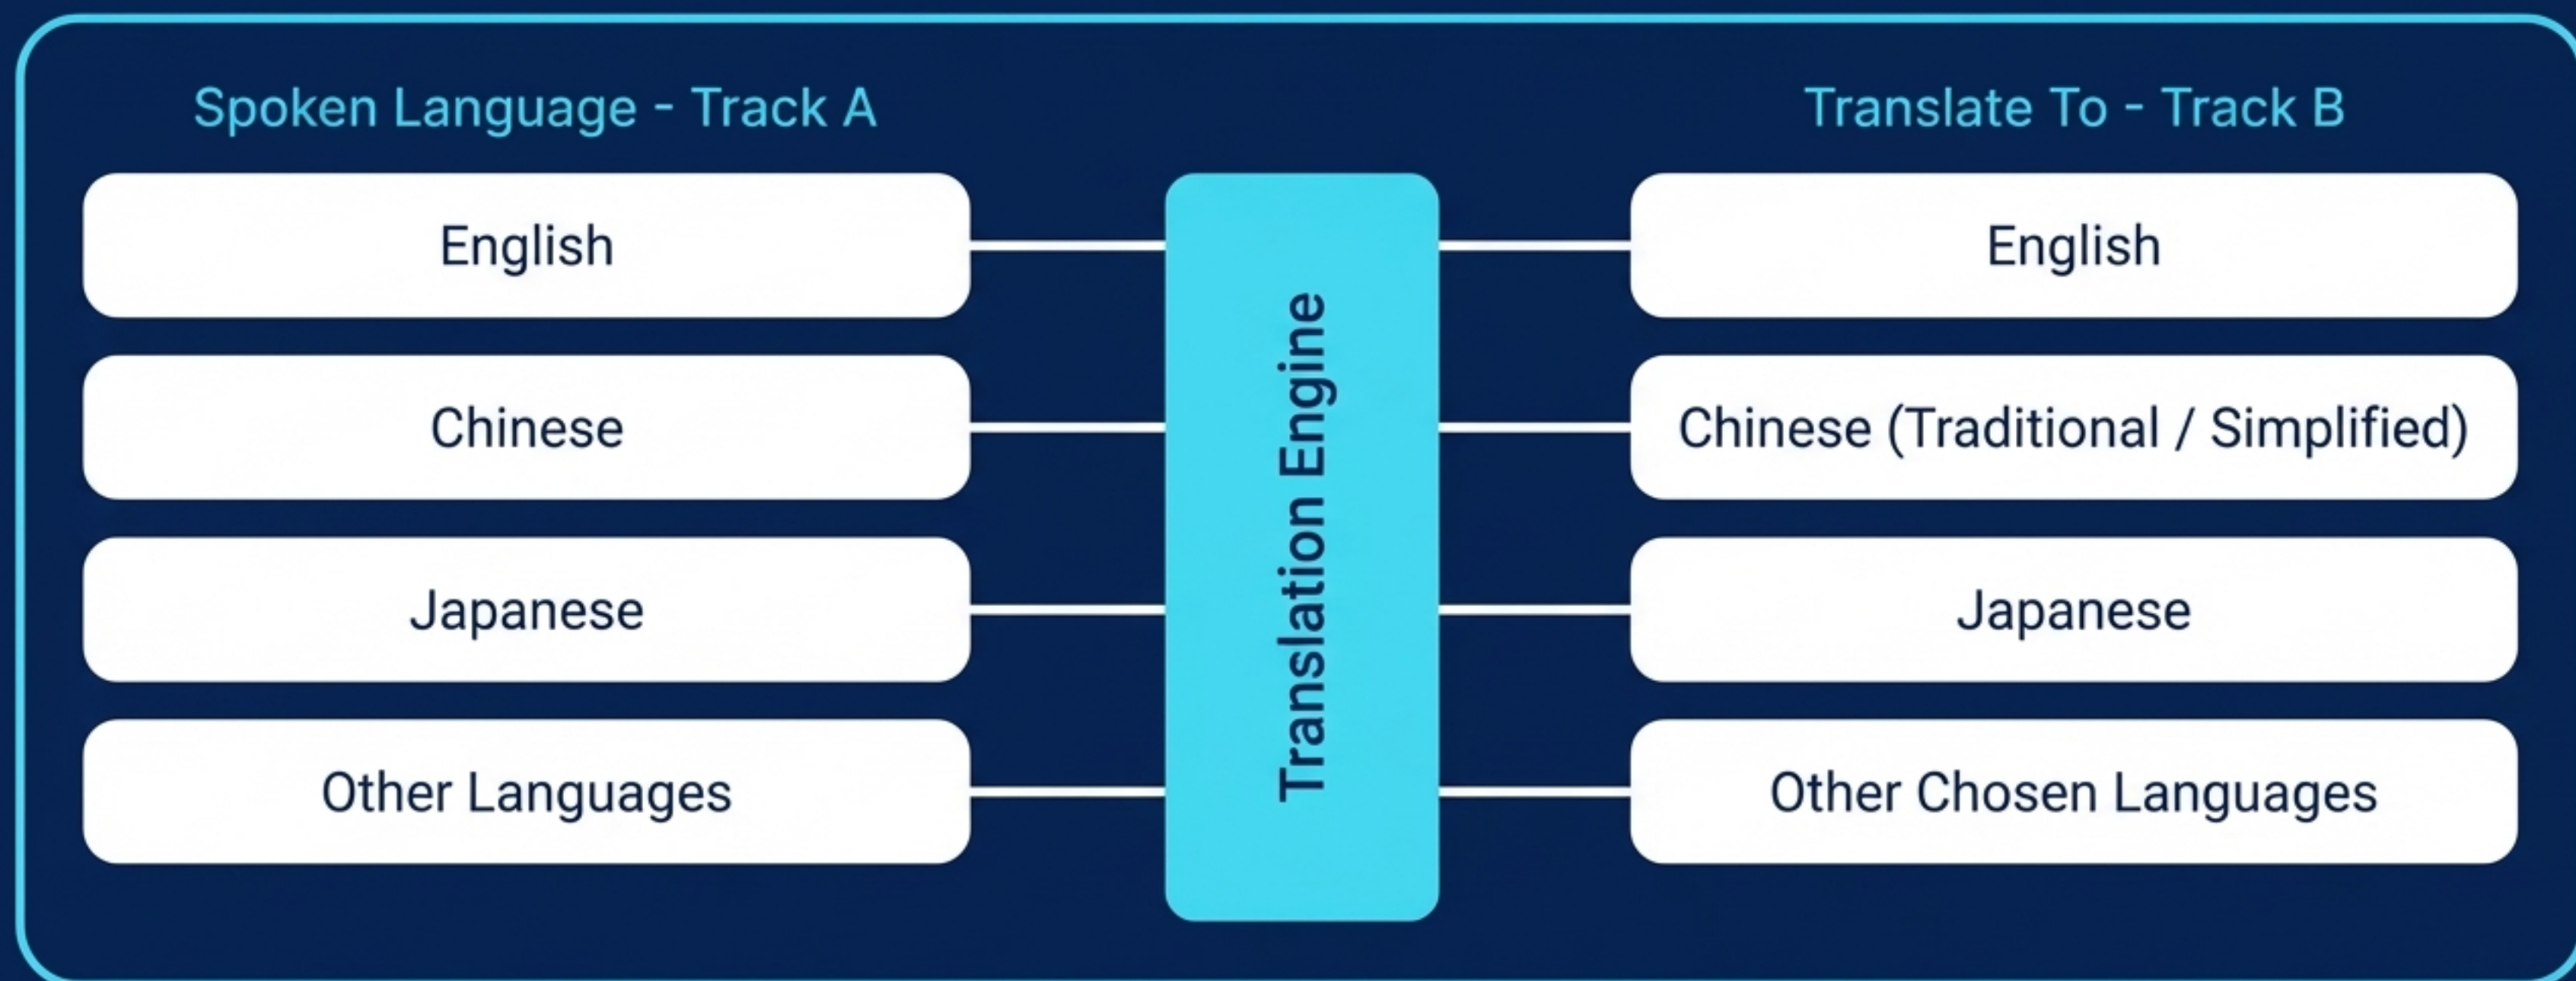 Spoken Language - Track A
English
Chinese
Japanese
Other Languages
Translation Engine
Translate To - Track B
English
Chinese (Traditional / Simplified)
Japanese
Other Chosen Languages